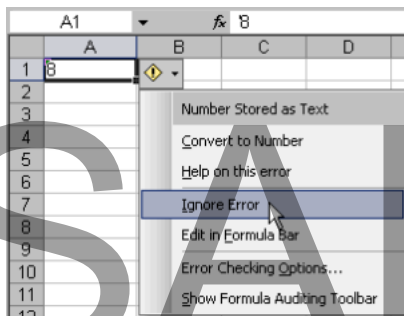 A1 fx '8
A B C D
1 '8
2
3 Number Stored as Text
4 Convert to Number
5
6 Help on this error
7 Ignore Error
8
9 Edit in Formula Bar
10 Error Checking Options...
11 Show Formula Auditing Toolbar
12
SA